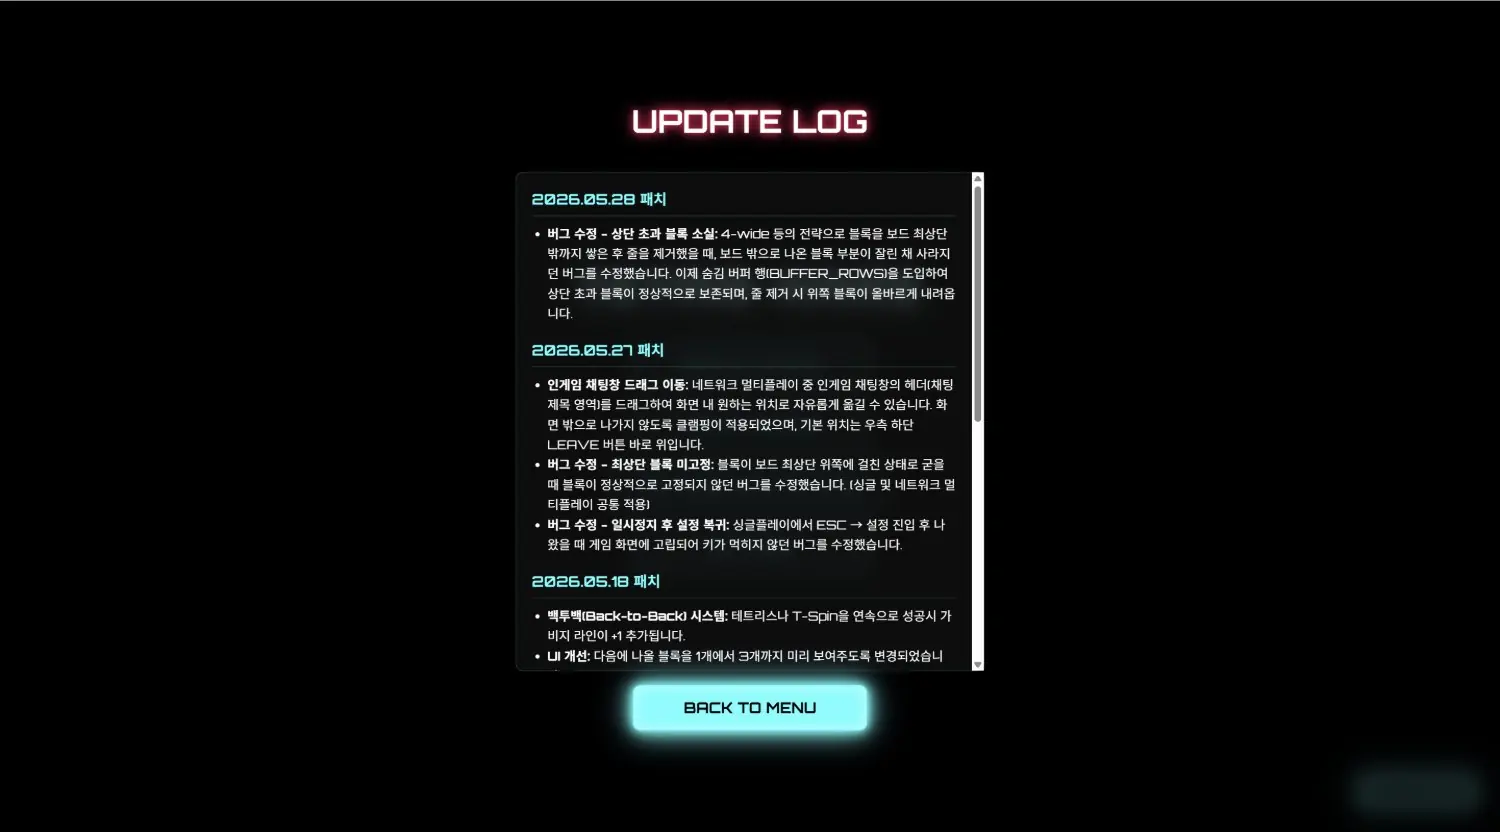 UPDATE LOG
2026.05.28 패치
• 버그 수정 - 상단 초과 블록 소실: 4-wide 등의 전략으로 블록을 보드 최상단
밖까지 쌓은 후 줄을 제거했을 때, 보드 밖으로 나온 블록 부분이 잘린 채 사라지
던 버그를 수정했습니다. 이제 숨김 버퍼 행(BUFFER_ROWS)을 도입하여
상단 초과 블록이 정상적으로 보존되며, 줄 제거 시 위쪽 블록이 올바르게 내려옵
니다.
2026.05.27 패치
• 인게임 채팅창 드래그 이동: 네트워크 멀티플레이 중 인게임 채팅창의 헤더(채팅
제목 영역)를 드래그하여 화면 내 원하는 위치로 자유롭게 옮길 수 있습니다. 화
면 밖으로 나가지 않도록 클램핑이 적용되었으며, 기본 위치는 우측 하단
LEAVE 버튼 바로 위입니다.
• 버그 수정 - 최상단 블록 미고정: 블록이 보드 최상단 위쪽에 걸친 상태로 굳을
때 블록이 정상적으로 고정되지 않던 버그를 수정했습니다. (싱글 및 네트워크 멀
티플레이 공통 적용)
• 버그 수정 - 일시정지 후 설정 복귀: 싱글플레이에서 ESC → 설정 진입 후 나
왔을 때 게임 화면에 고립되어 키가 먹히지 않던 버그를 수정했습니다.
2026.05.18 패치
• 백투백(Back-to-Back) 시스템: 테트리스나 T-Spin을 연속으로 성공시 가
비지 라인이 +1 추가됩니다.
• UI 개선: 다음에 나올 블록을 1개에서 3개까지 미리 보여주도록 변경되었습니
BACK TO MENU